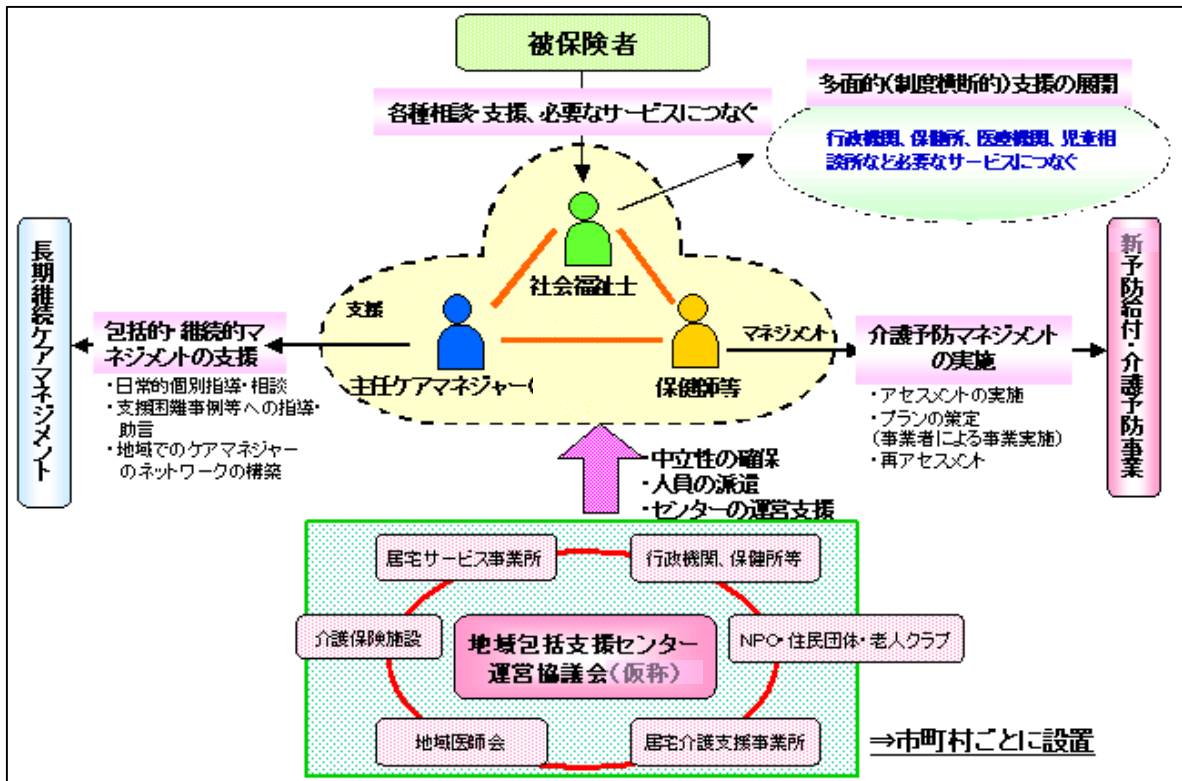 被保険者
各種相談・支援、必要なサービスにつなぐ
多面的(制度横断的)支援の展開
行政機関、保健所、医療機関、児童相
談所など必要なサービスにつなぐ
社会福祉士
支援
主任ケアマネジャー(
マネジメント
保健師等
長期継続ケアマネジメント
包括的・継続的マ
ネジメントの支援
・日常的個別指導・相談
・支援困難事例等への指導・
助言
・地域でのケアマネジャー
のネットワークの構築
介護予防マネジメント
の実施
・アセスメントの実施
・プランの策定
(事業者による事業実施)
・再アセスメント
新予防給付・介護予防事業
・中立性の確保
・人員の派遣
・センターの運営支援
居宅サービス事業所
行政機関、保健所等
介護保険施設
地域包括支援センター
運営協議会(仮称)
NPO・住民団体・老人クラブ
地域医師会
居宅介護支援事業所
⇒市町村ごとに設置